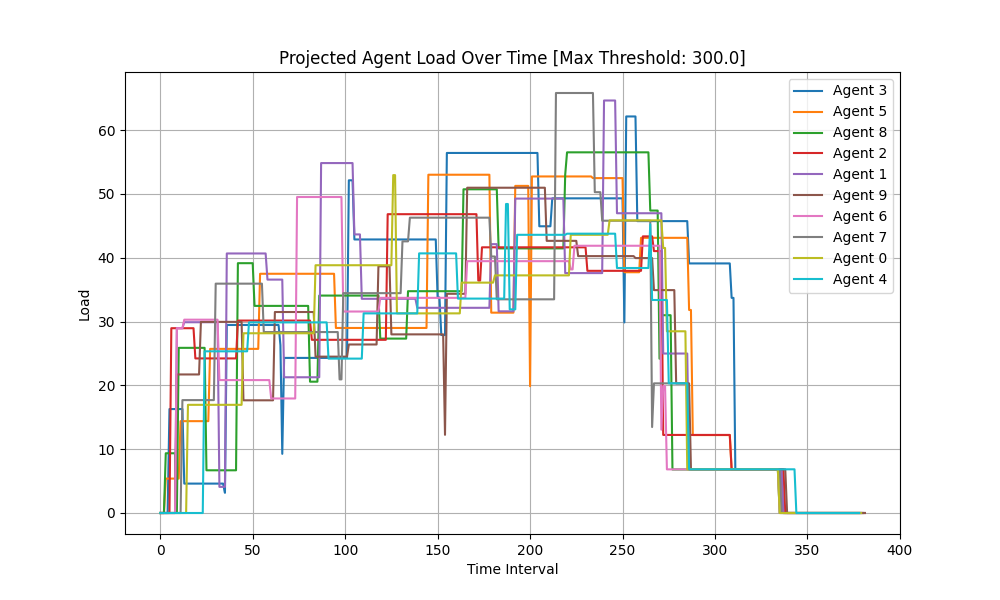 Projected Agent Load Over Time [Max Threshold: 300.0]
Load
60
50
40
30
20
10
0
0 50 100 150 200 250 300 350 400
Time Interval
Agent 3
Agent 5
Agent 8
Agent 2
Agent 1
Agent 9
Agent 6
Agent 7
Agent 0
Agent 4